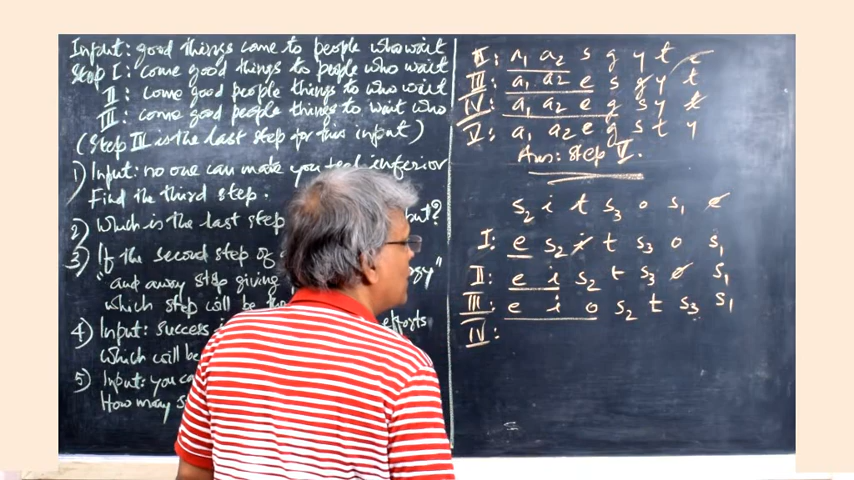 Input: good things come to people who wait
Step I: come good things to people who wait
II: come good people things to who wait
III: come good people things to wait who
(Step III is the last step for this input)
1) Input: no one can make you feel inferior
Find the third step.
2) Which is the last step
3) If the second step of
"and away stop giving
which step will be the
4) Input: success efforts
which will be
5) Input: you
How many
II: a1 a2 s g y t e
III: a1 a2 e s g y t
IV: a1 a2 e g s y t
V: a1 a2 e g s t y
Ans: Step V.
s2 i t s3 o s1 e
I: e s2 i t s3 o s1
II: e i s2 t s3 o s1
III: e i o s2 t s3 s1
IV: